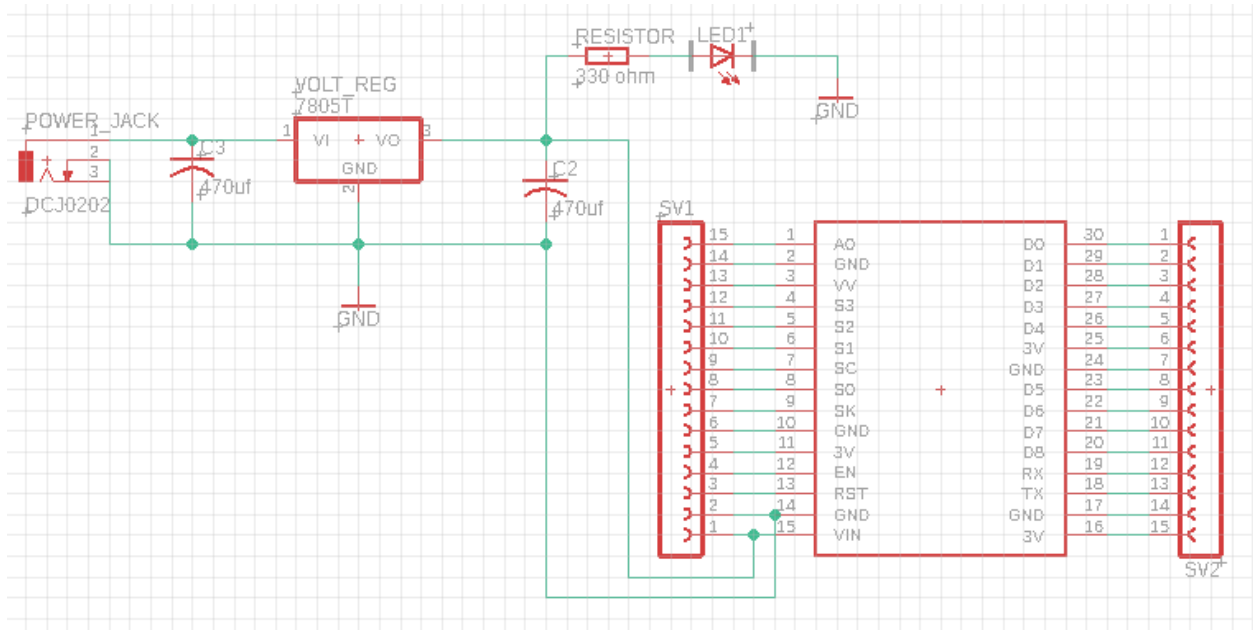 RESISTOR
330 ohm
LED1
GND
VOLT_REG
7805T
1 VI VO 3
GND
2
POWER_JACK
1
2
3
DCJ0202
C3
470uf
C2
470uf
GND
SV1
15 1 A0 D0 30 1
14 2 GND D1 29 2
13 3 VV D2 28 3
12 4 S3 D3 27 4
11 5 S2 D4 26 5
10 6 S1 3V 25 6
9 7 SC GND 24 7
8 8 S0 D5 23 8
7 9 SK D6 22 9
6 10 GND D7 21 10
5 11 3V D8 20 11
4 12 EN RX 19 12
3 13 RST TX 18 13
2 14 GND GND 17 14
1 15 VIN 3V 16 15
SV2